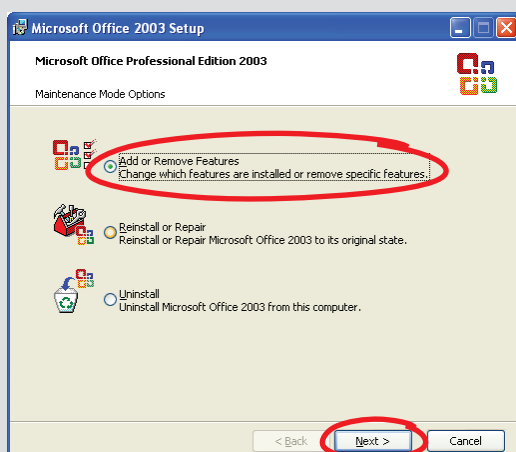 Microsoft Office 2003 Setup
Microsoft Office Professional Edition 2003
Maintenance Mode Options
Add or Remove Features
Change which features are installed or remove specific features.
Reinstall or Repair
Reinstall or Repair Microsoft Office 2003 to its original state.
Uninstall
Uninstall Microsoft Office 2003 from this computer.
< Back Next > Cancel